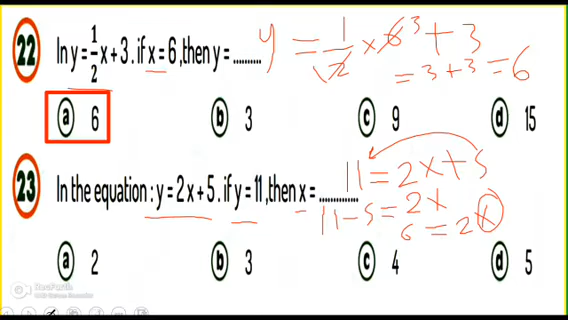 22 In y = 1/2 x + 3 . if x = 6 ,then y = ......... y = 1/2 × 6 3 + 3
= 3 + 3 = 6
a 6 b 3 c 9 d 15
11 = 2x + 5
23 In the equation : y = 2 x + 5 . if y = 11 ,then x = .............
11 - 5 = 2x
6 = 2x
a 2 b 3 c 4 d 5